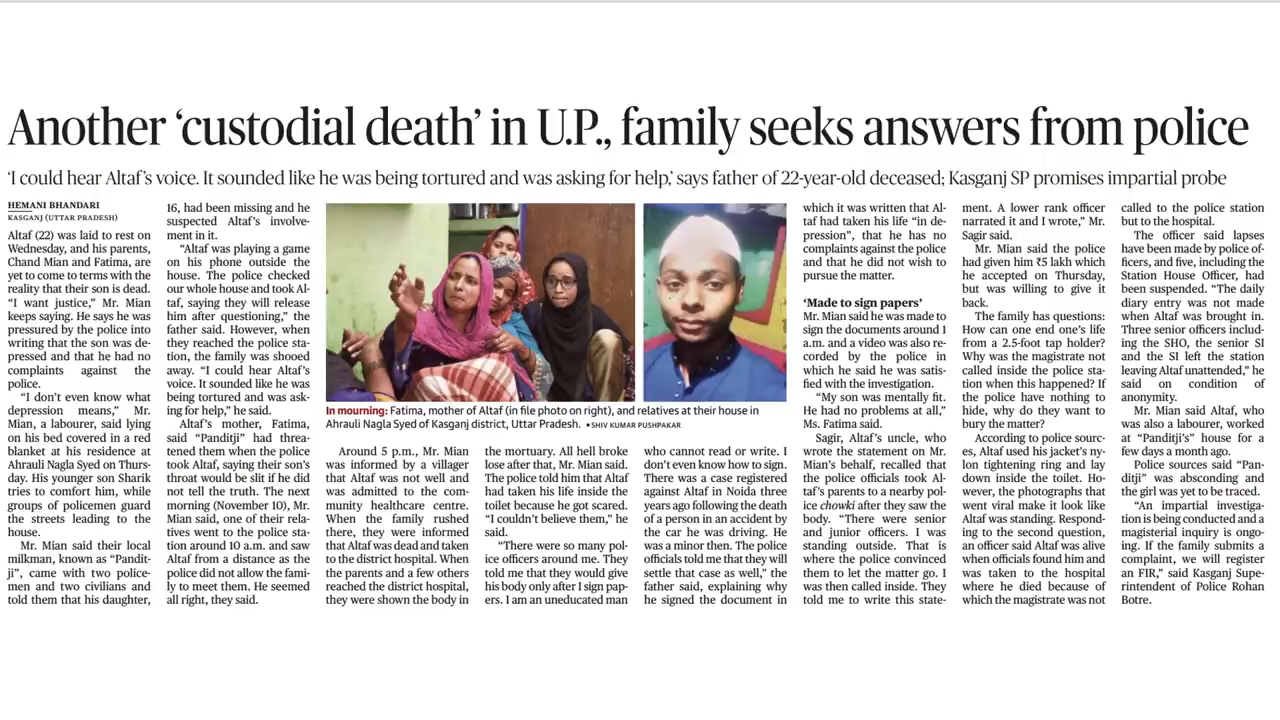 Another ‘custodial death’ in U.P., family seeks answers from police
‘I could hear Altaf’s voice. It sounded like he was being tortured and was asking for help,’ says father of 22-year-old deceased; Kasganj SP promises impartial probe
HEMANI BHANDARI
KASGANJ (UTTAR PRADESH)
Altaf (22) was laid to rest on
Wednesday, and his parents,
Chand Mian and Fatima, are
yet to come to terms with the
reality that their son is dead.
“I want justice,” Mr. Mian
keeps saying. He says he was
pressured by the police into
writing that the son was de-
pressed and that he had no
complaints against the
police.
“I don’t even know what
depression means,” Mr.
Mian, a labourer, said lying
on his bed covered in a red
blanket at his residence at
Ahrauli Nagla Syed on Thurs-
day. His younger son Sharik
tries to comfort him, while
groups of policemen guard
the streets leading to the
house.
Mr. Mian said their local
milkman, known as “Pandit-
ji”, came with two police-
men and two civilians and
told them that his daughter,
16, had been missing and he
suspected Altaf’s involve-
ment in it.
“Altaf was playing a game
on his phone outside the
house. The police checked
our whole house and took Al-
taf, saying they will release
him after questioning,” the
father said. However, when
they reached the police sta-
tion, the family was shooed
away. “I could hear Altaf’s
voice. It sounded like he was
being tortured and was ask-
ing for help,” he said.
Altaf’s mother, Fatima,
said “Panditji” had threa-
tened them when the police
took Altaf, saying their son’s
throat would be slit if he did
not tell the truth. The next
morning (November 10), Mr.
Mian said, one of their rela-
tives went to the police sta-
tion around 10 a.m. and saw
Altaf from a distance as the
police did not allow the fami-
ly to meet them. He seemed
all right, they said.
In mourning: Fatima, mother of Altaf (in file photo on right), and relatives at their house in
Ahrauli Nagla Syed of Kasganj district, Uttar Pradesh. •SHIV KUMAR PUSHPAKAR
Around 5 p.m., Mr. Mian
was informed by a villager
that Altaf was not well and
was admitted to the com-
munity healthcare centre.
When the family rushed
there, they were informed
that Altaf was dead and taken
to the district hospital. When
the parents and a few others
reached the district hospital,
they were shown the body in
the mortuary. All hell broke
lose after that, Mr. Mian said.
The police told him that Altaf
had taken his life inside the
toilet because he got scared.
“I couldn’t believe them,” he
said.
“There were so many pol-
ice officers around me. They
told me that they would give
his body only after I sign pap-
ers. I am an uneducated man
who cannot read or write. I
don’t even know how to sign.
There was a case registered
against Altaf in Noida three
years ago following the death
of a person in an accident by
the car he was driving. He
was a minor then. The police
officials told me that they will
settle that case as well,” the
father said, explaining why
he signed the document in
which it was written that Al-
taf had taken his life “in de-
pression”, that he has no
complaints against the police
and that he did not wish to
pursue the matter.
‘Made to sign papers’
Mr. Mian said he was made to
sign the documents around 1
a.m. and a video was also re-
corded by the police in
which he said he was satis-
fied with the investigation.
“My son was mentally fit.
He had no problems at all,”
Ms. Fatima said.
Sagir, Altaf’s uncle, who
wrote the statement on Mr.
Mian’s behalf, recalled that
the police officials took Al-
taf’s parents to a nearby pol-
ice chowki after they saw the
body. “There were senior
and junior officers. I was
standing outside. That is
where the police convinced
them to let the matter go. I
was then called inside. They
told me to write this state-
ment. A lower rank officer
narrated it and I wrote,” Mr.
Sagir said.
Mr. Mian said the police
had given him ₹5 lakh which
he accepted on Thursday,
but was willing to give it
back.
The family has questions:
How can one end one’s life
from a 2.5-foot tap holder?
Why was the magistrate not
called inside the police sta-
tion when this happened? If
the police have nothing to
hide, why do they want to
bury the matter?
According to police sourc-
es, Altaf used his jacket’s ny-
lon tightening ring and lay
down inside the toilet. Ho-
wever, the photographs that
went viral make it look like
Altaf was standing. Respond-
ing to the second question,
an officer said Altaf was alive
when officials found him and
was taken to the hospital
where he died because of
which the magistrate was not
called to the police station
but to the hospital.
The officer said lapses
have been made by police of-
ficers, and five, including the
Station House Officer, had
been suspended. “The daily
diary entry was not made
when Altaf was brought in.
Three senior officers includ-
ing the SHO, the senior SI
and the SI left the station
leaving Altaf unattended,” he
said on condition of
anonymity.
Mr. Mian said Altaf, who
was also a labourer, worked
at “Panditji’s” house for a
few days a month ago.
Police sources said “Pan-
ditji” was absconding and
the girl was yet to be traced.
“An impartial investiga-
tion is being conducted and a
magisterial inquiry is ongo-
ing. If the family submits a
complaint, we will register
an FIR,” said Kasganj Supe-
rintendent of Police Rohan
Botre.